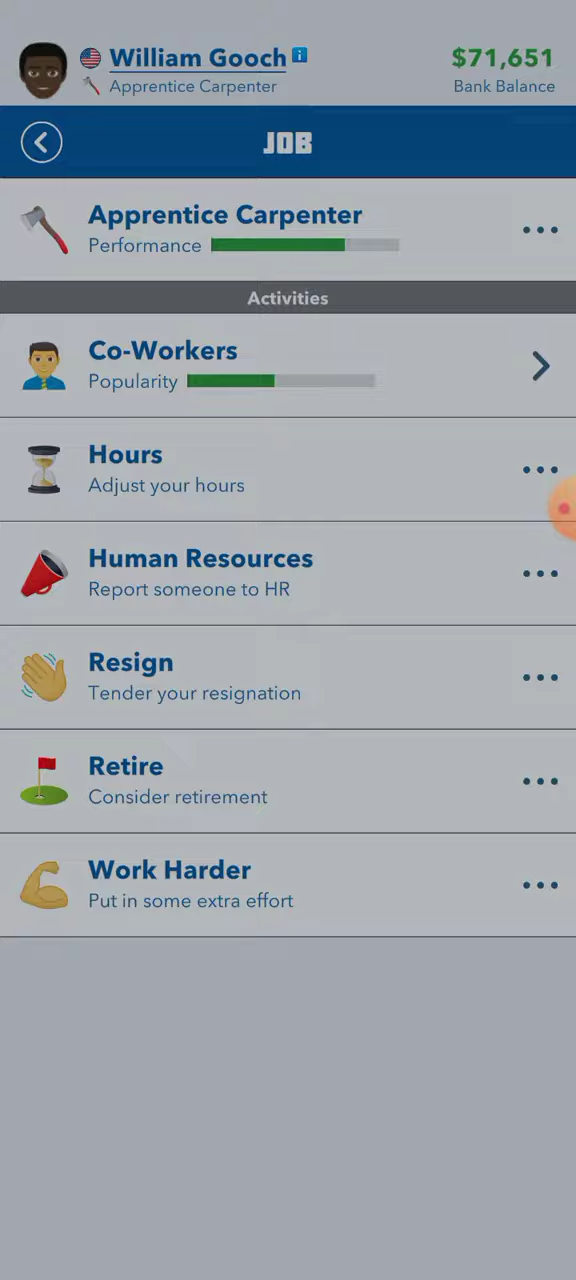 William Gooch
$71,651
Apprentice Carpenter
Bank Balance
JOB
Apprentice Carpenter
Performance
Activities
Co-Workers
Popularity
Hours
Adjust your hours
Human Resources
Report someone to HR
Resign
Tender your resignation
Retire
Consider retirement
Work Harder
Put in some extra effort